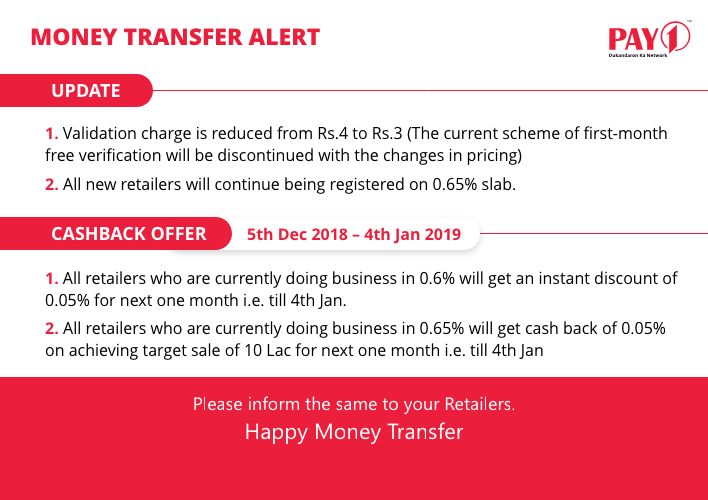 MONEY TRANSFER ALERT
PAY1
TM
Dukandaron Ka Network
UPDATE
1. Validation charge is reduced from Rs.4 to Rs.3 (The current scheme of first-month
free verification will be discontinued with the changes in pricing)
2. All new retailers will continue being registered on 0.65% slab.
CASHBACK OFFER 5th Dec 2018 – 4th Jan 2019
1. All retailers who are currently doing business in 0.6% will get an instant discount of
0.05% for next one month i.e. till 4th Jan.
2. All retailers who are currently doing business in 0.65% will get cash back of 0.05%
on achieving target sale of 10 Lac for next one month i.e. till 4th Jan
Please inform the same to your Retailers.
Happy Money Transfer